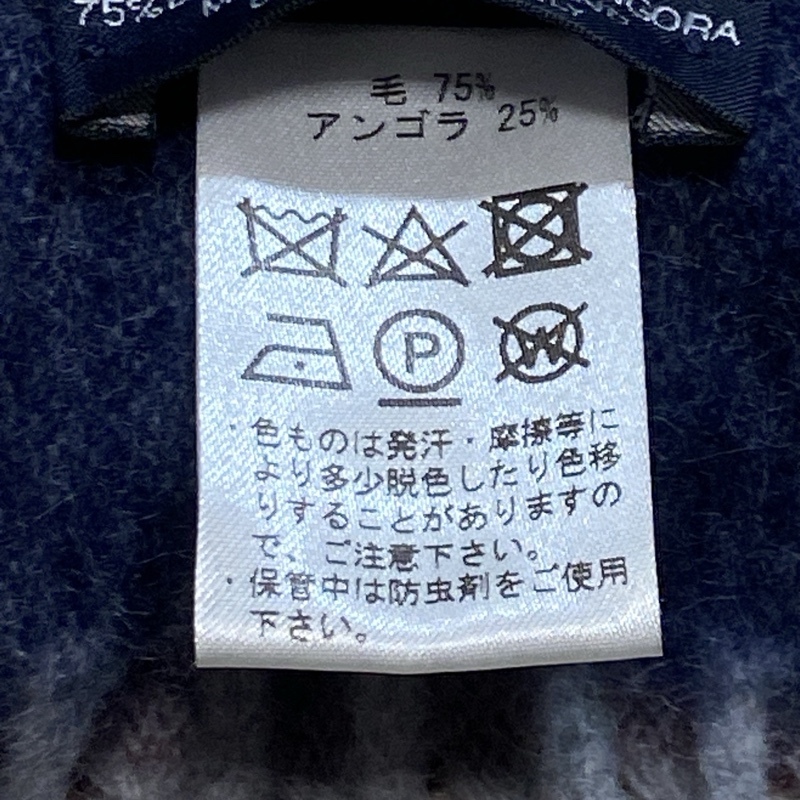 75%
ANGORA
毛 75%
アンゴラ 25%
P
W
・色ものは発汗・摩擦等に
より多少脱色したり色移
りすることがありますの
で、ご注意下さい。
・保管中は防虫剤をご使用
下さい。